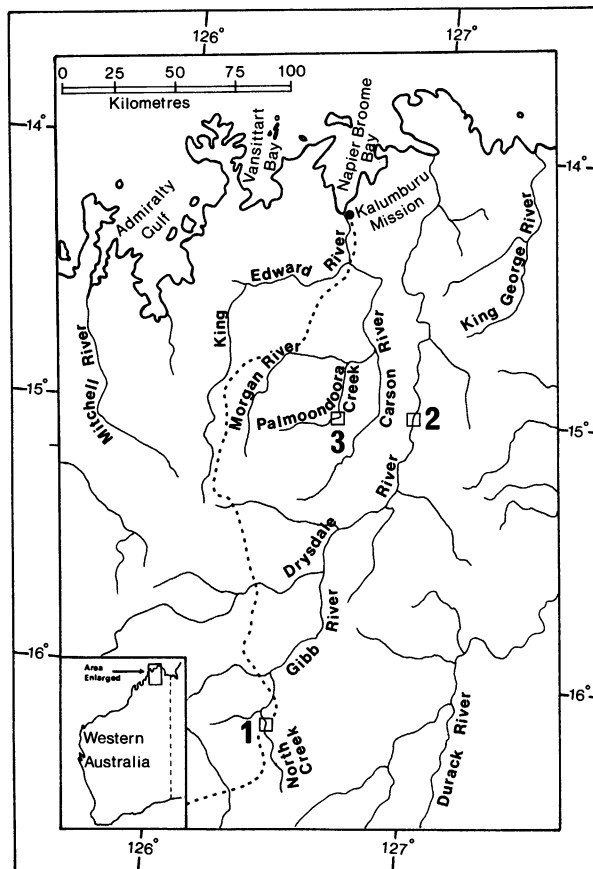 126°
127°
0 25 50 75 100
Kilometres
-14°
-14°
Vansittart
Bay
Napier Broome
Bay
Admiralty
Gulf
Kalumburu
Mission
Edward River
King
King George River
Mitchell River
Morgan River
Carson River
Palmoondoora
Creek
3
2
-15°
-15°
Drysdale River
Gibb River
-16°
-16°
Area
Enlarged
Western
Australia
1
North
Creek
Durack River
126°
127°